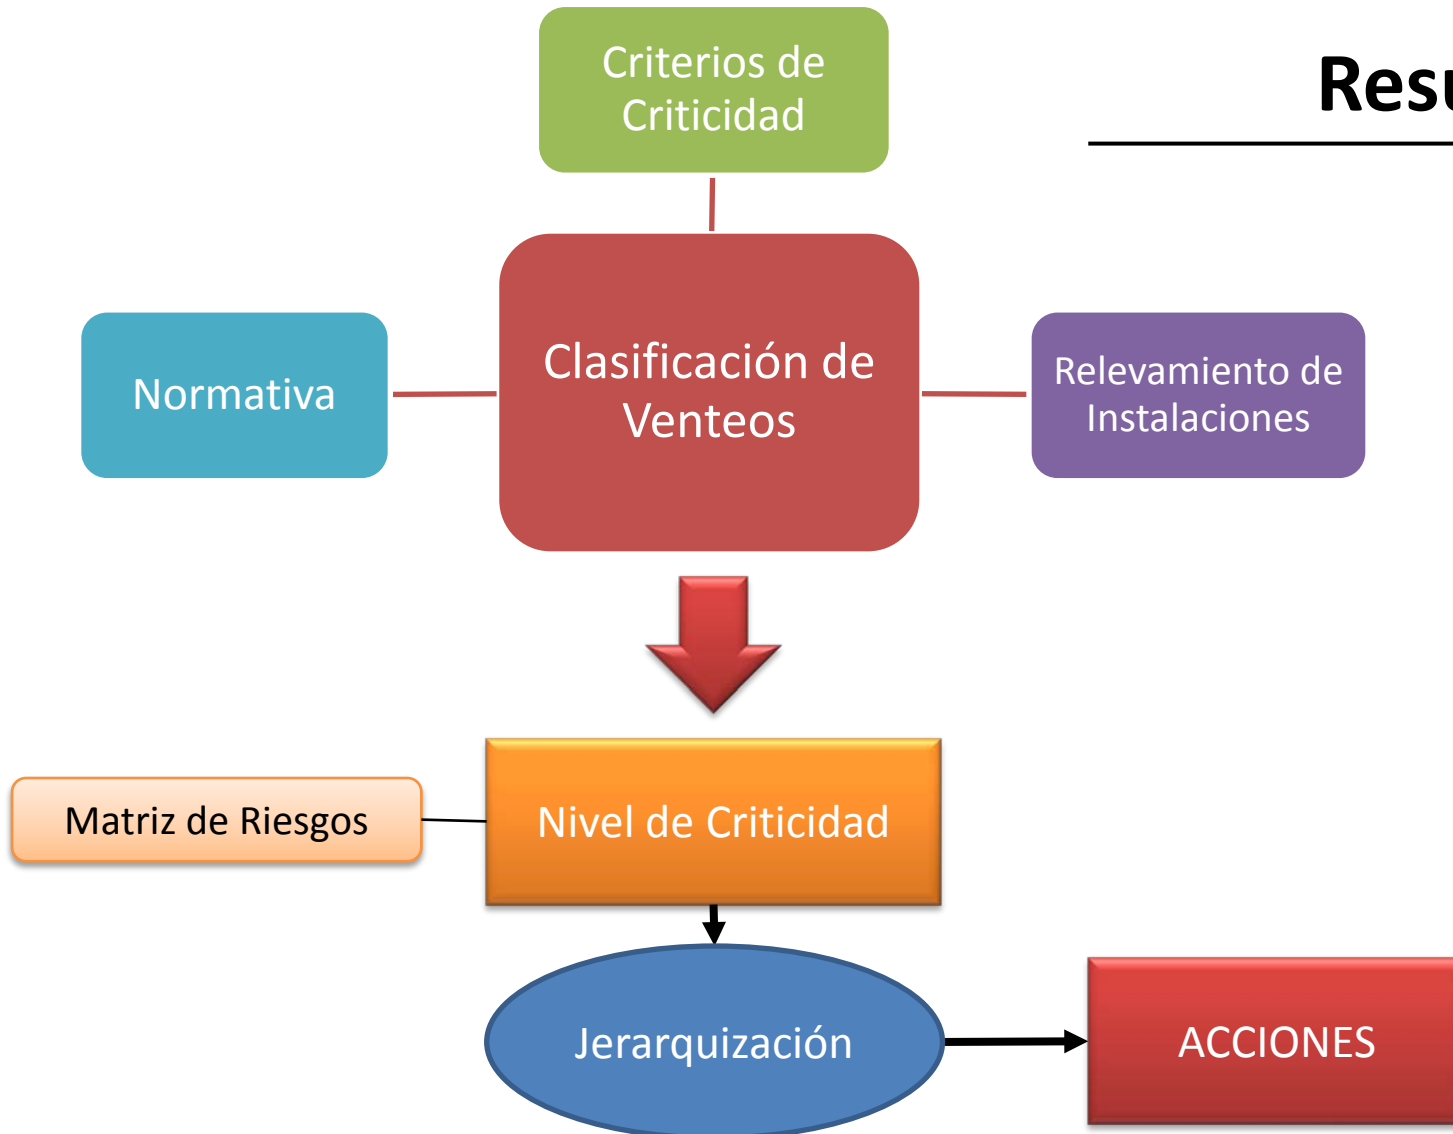 Criterios de
Criticidad
Clasificación de
Venteos
Normativa
Relevamiento de
Instalaciones
Matriz de Riesgos
Nivel de Criticidad
Jerarquización
ACCIONES